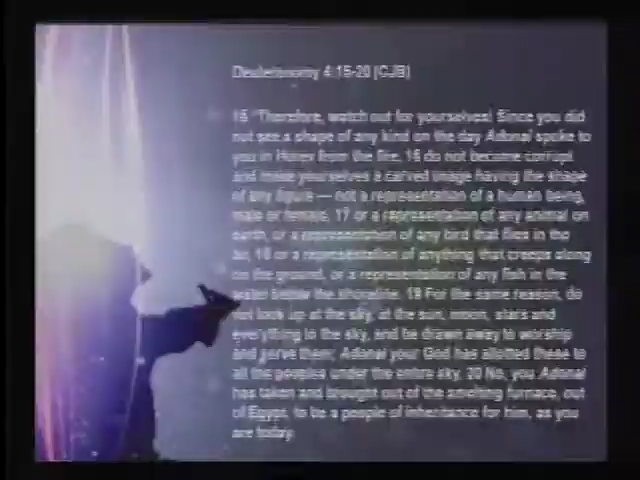 Deuteronomy 4:15-20 (CJB)
15 "Therefore, watch out for yourselves! Since you did
not see a shape of any kind on the day Adonai spoke to
you in Horev from the fire, 16 do not become corrupt
and make yourselves a carved image having the shape
of any figure — not a representation of a human being,
male or female, 17 or a representation of any animal on
earth, or a representation of any bird that flies in the
air, 18 or a representation of anything that creeps along
on the ground, or a representation of any fish in the
water below the shoreline. 19 For the same reason, do
not look up at the sky, at the sun, moon, stars and
everything in the sky, and be drawn away to worship
and serve them; Adonai your God has allotted these to
all the peoples under the entire sky. 20 No, you Adonai
has taken and brought out of the smelting furnace, out
of Egypt, to be a people of inheritance for him, as you
are today.